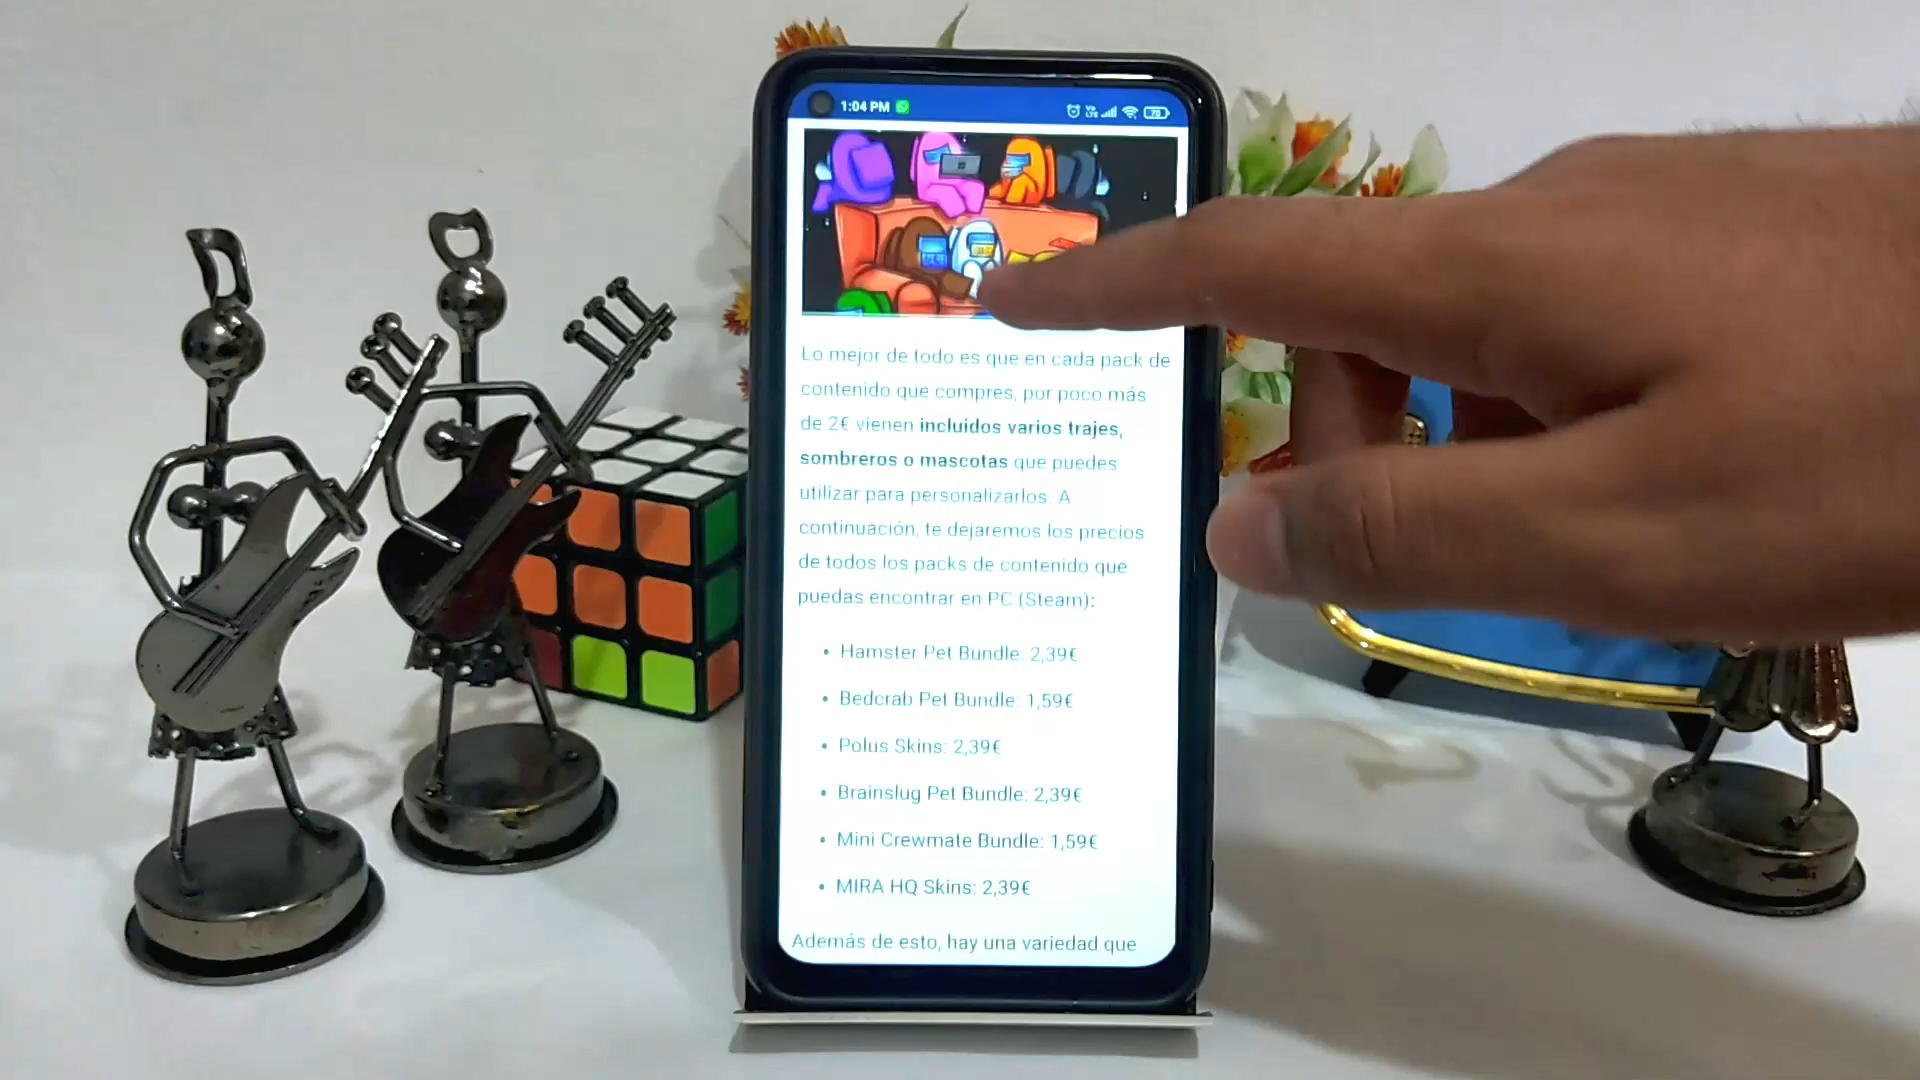 1:04 PM
70
Lo mejor de todo es que en cada pack de
contenido que compres, por poco más
de 2€ vienen incluidos varios trajes,
sombreros o mascotas que puedes
utilizar para personalizarlos. A
continuación, te dejaremos los precios
de todos los packs de contenido que
puedas encontrar en PC (Steam):
• Hamster Pet Bundle: 2,39€
• Bedcrab Pet Bundle: 1,59€
• Polus Skins: 2,39€
• Brainslug Pet Bundle: 2,39€
• Mini Crewmate Bundle: 1,59€
• MIRA HQ Skins: 2,39€
Además de esto, hay una variedad que